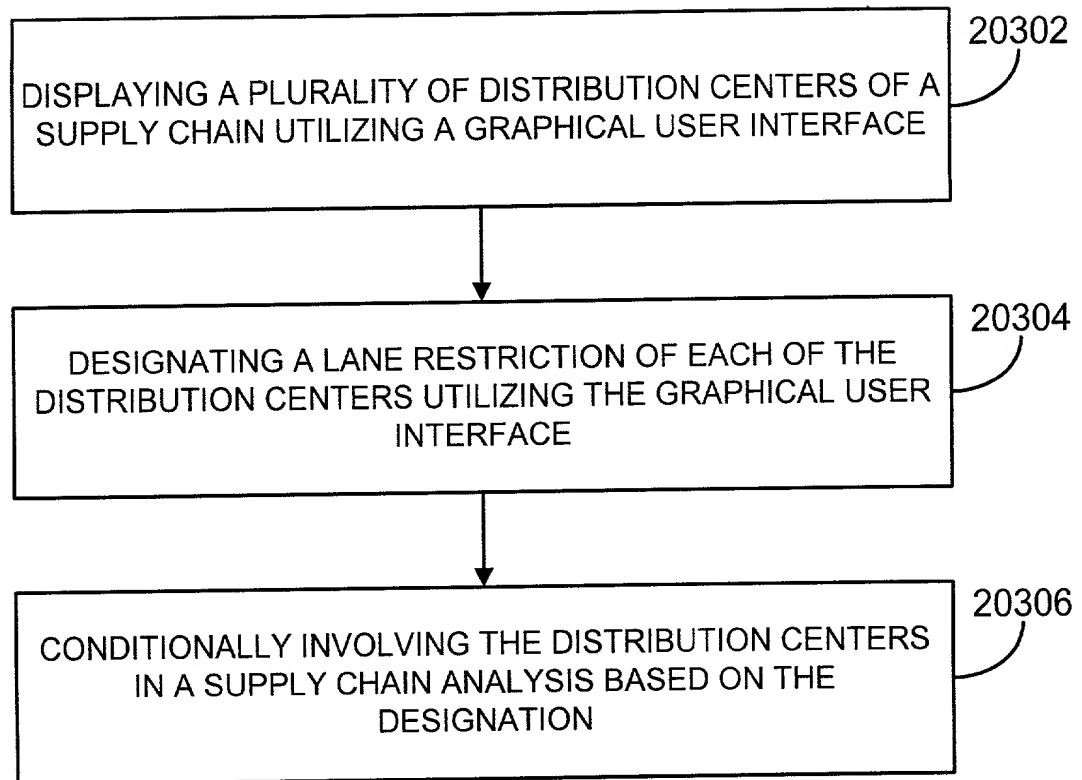 20302
DISPLAYING A PLURALITY OF DISTRIBUTION CENTERS OF A
SUPPLY CHAIN UTILIZING A GRAPHICAL USER INTERFACE
20304
DESIGNATING A LANE RESTRICTION OF EACH OF THE
DISTRIBUTION CENTERS UTILIZING THE GRAPHICAL USER
INTERFACE
20306
CONDITIONALLY INVOLVING THE DISTRIBUTION CENTERS
IN A SUPPLY CHAIN ANALYSIS BASED ON THE
DESIGNATION